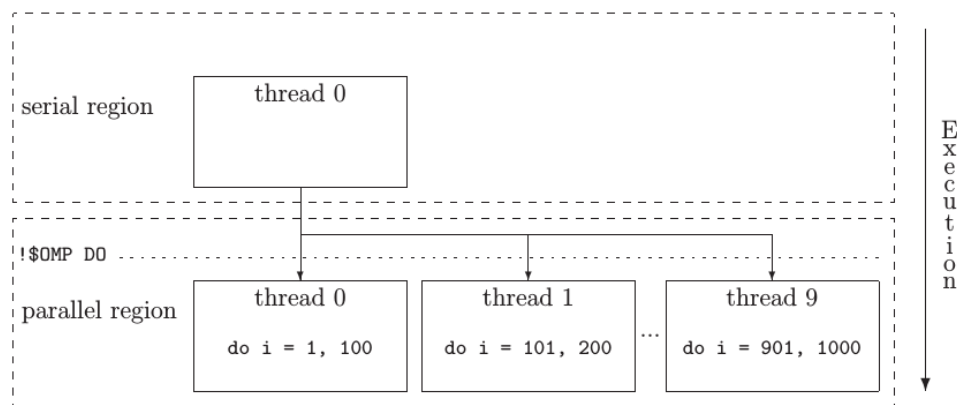 thread 0
serial region
Execution
!$OMP DO
thread 0
thread 1
thread 9
parallel region
...
do i = 1, 100
do i = 101, 200
do i = 901, 1000